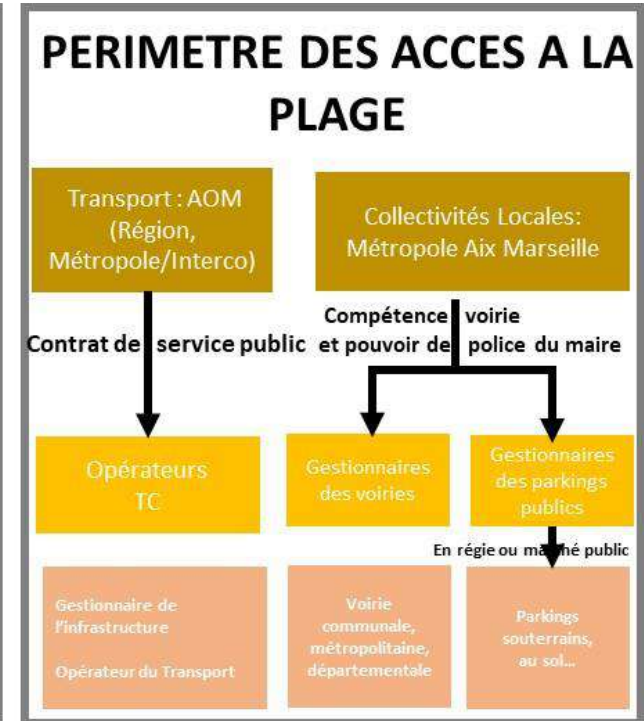 PERIMETRE DES ACCES A LA
PLAGE
Transport : AOM
(Région,
Métropole/Interco)
Collectivités Locales:
Métropole Aix Marseille
Contrat de service public
Compétence voirie
et pouvoir de police du maire
Opérateurs
TC
Gestionnaires
des voiries
Gestionnaires
des parkings
publics
En régie ou marché public
Gestionnaire de
l'infrastructure
Opérateur du Transport
Voirie
communale,
métropolitaine,
départementale
Parkings
souterrains,
au sol...